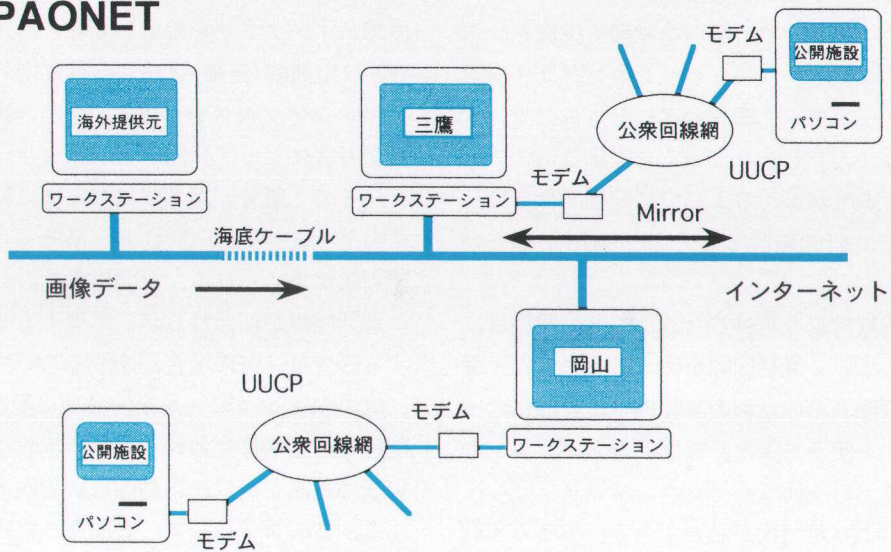 PAONET
モデム
公開施設
海外提供元
三鷹
公衆回線網
パソコン
UUCP
モデム
ワークステーション
ワークステーション
Mirror
海底ケーブル
画像データ
インターネット
岡山
UUCP
モデム
公開施設
公衆回線網
ワークステーション
パソコン
モデム